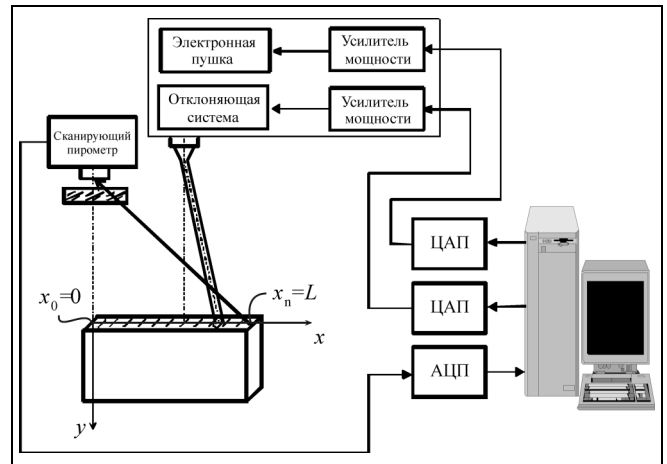 Электронная
пушка
Усилитель
мощности
Отклоняющая
система
Усилитель
мощности
Сканирующий
пирометр
ЦАП
x₀=0
xₙ=L
x
ЦАП
АЦП
y